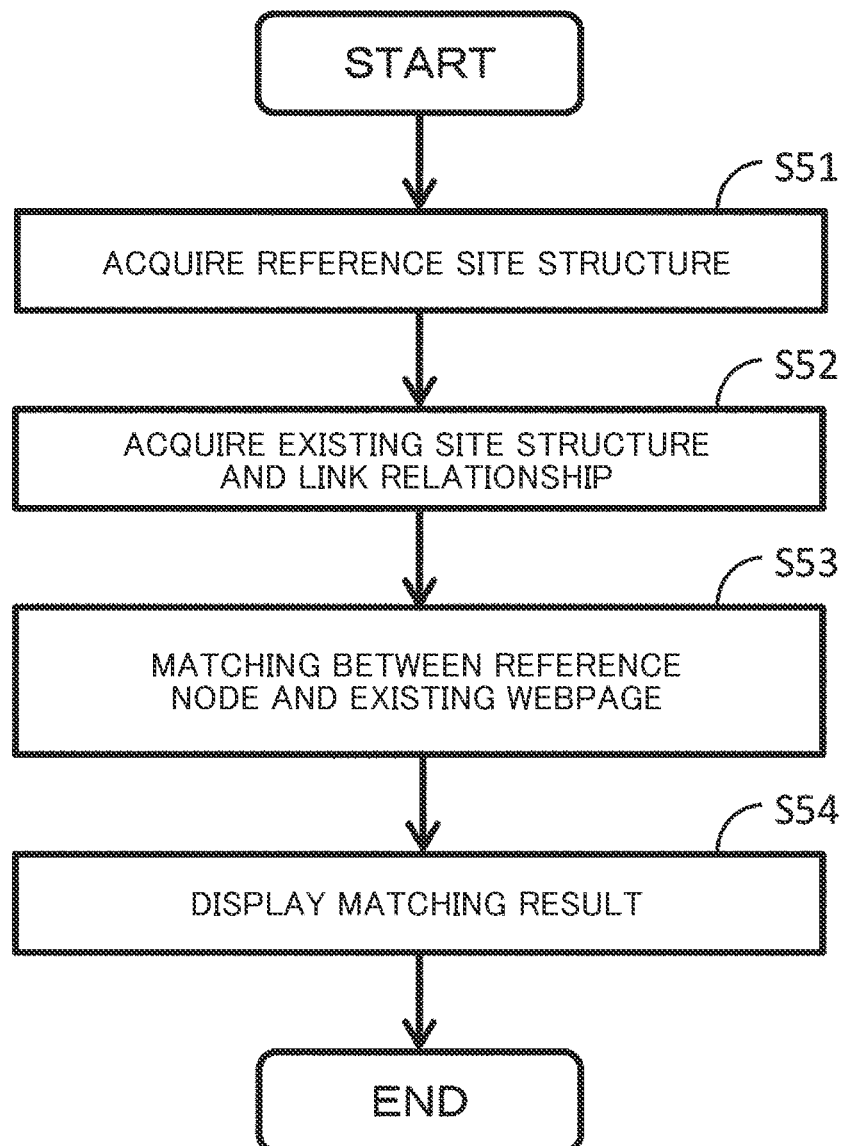 START
S51
ACQUIRE REFERENCE SITE STRUCTURE
S52
ACQUIRE EXISTING SITE STRUCTURE
AND LINK RELATIONSHIP
S53
MATCHING BETWEEN REFERENCE
NODE AND EXISTING WEBPAGE
S54
DISPLAY MATCHING RESULT
END